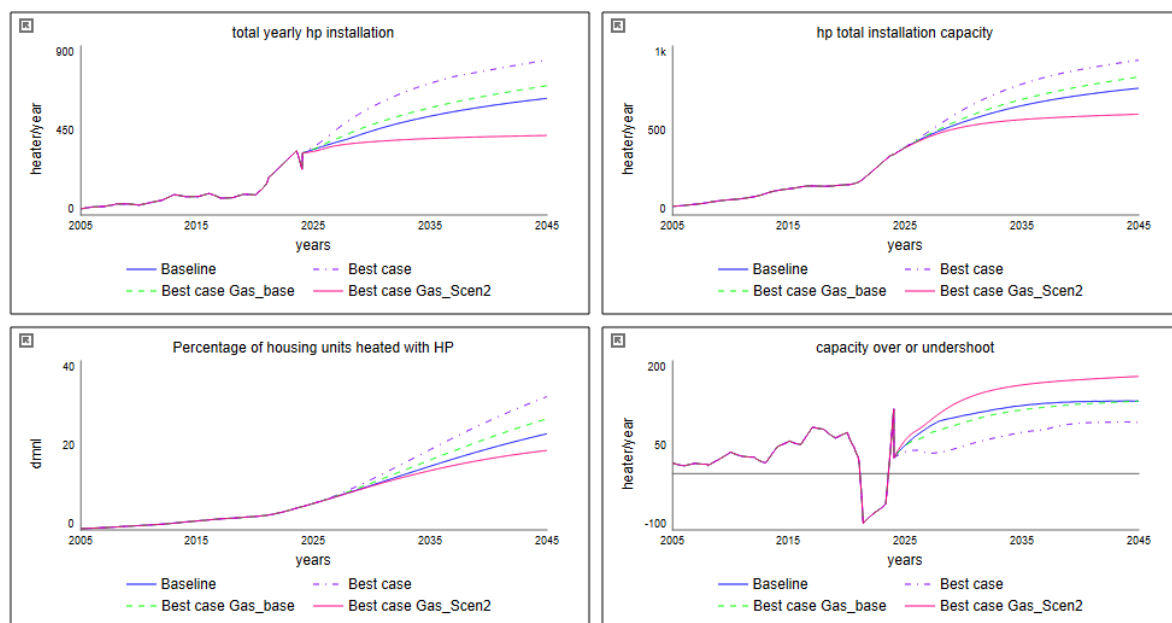 total yearly hp installation
900
450
0
heater/year
2005
2015
2025
2035
2045
years
Baseline
Best case
Best case Gas_base
Best case Gas_Scen2
hp total installation capacity
1k
500
0
heater/year
2005
2015
2025
2035
2045
years
Baseline
Best case
Best case Gas_base
Best case Gas_Scen2
Percentage of housing units heated with HP
40
20
0
dmnl
2005
2015
2025
2035
2045
years
Baseline
Best case
Best case Gas_base
Best case Gas_Scen2
capacity over or undershoot
200
50
-100
heater/year
2005
2015
2025
2035
2045
years
Baseline
Best case
Best case Gas_base
Best case Gas_Scen2